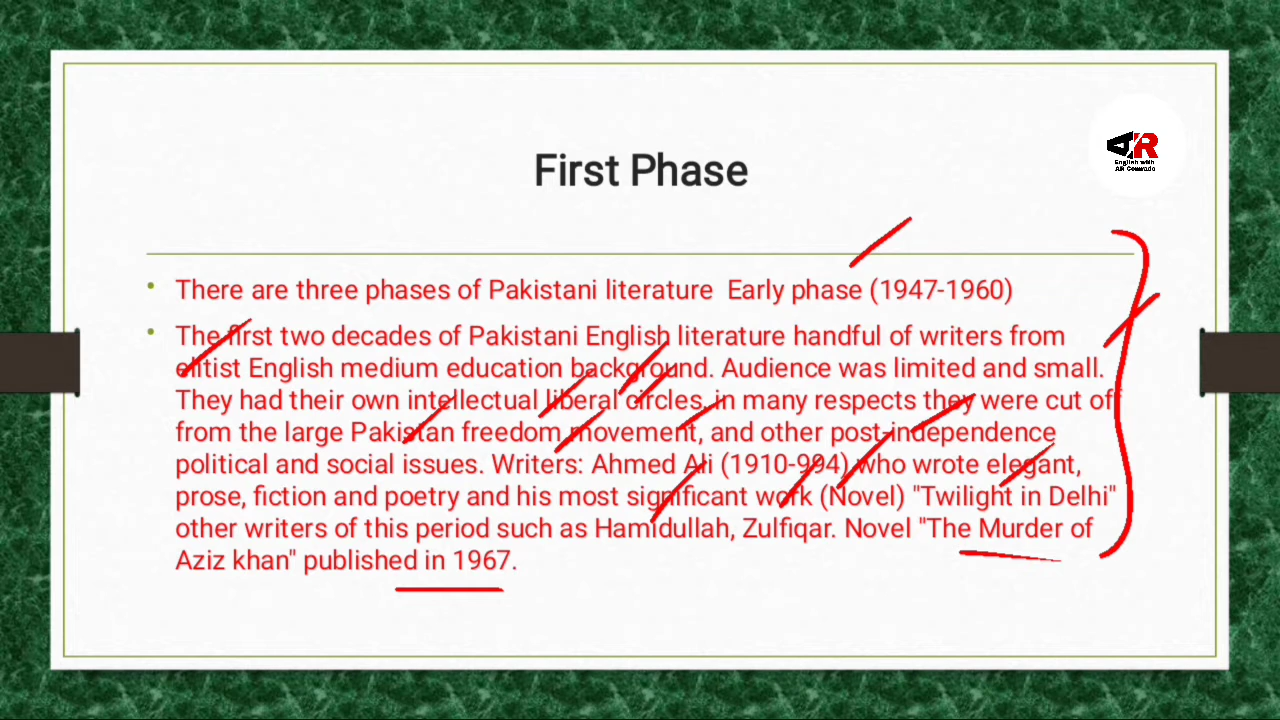 First Phase
AR
English with
There are three phases of Pakistani literature Early phase (1947-1960)
The first two decades of Pakistani English literature handful of writers from
elitist English medium education background. Audience was limited and small.
They had their own intellectual liberal circles, in many respects they were cut off
from the large Pakistan freedom movement, and other post-independence
political and social issues. Writers: Ahmed Ali (1910-994) who wrote elegant,
prose, fiction and poetry and his most significant work (Novel) "Twilight in Delhi"
other writers of this period such as Hamidullah, Zulfiqar. Novel "The Murder of
Aziz khan" published in 1967.